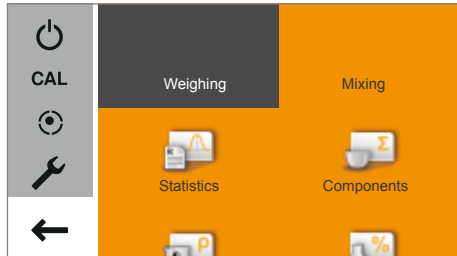 CAL
Weighing
Mixing
Σ
Statistics
Components
ρ
%